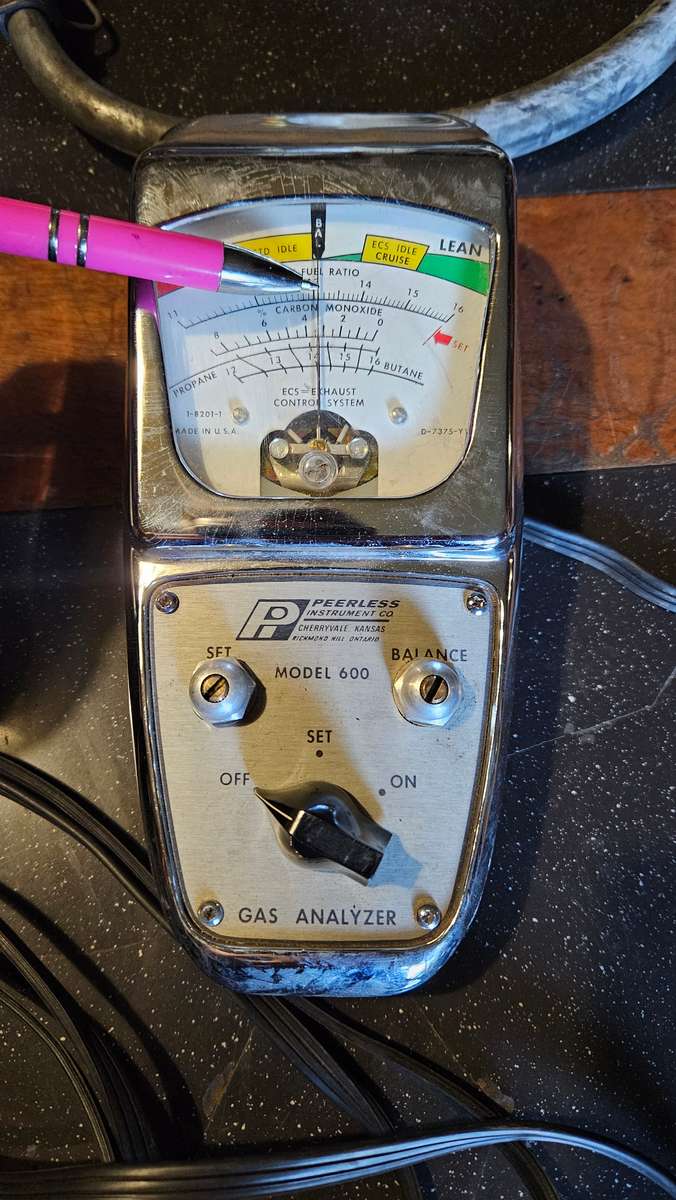 BAL
STD IDLE
ECS IDLE
CRUISE
LEAN
FUEL RATIO
11 14 15 16
% CARBON MONOXIDE
8 6 4 2 0
SET
PROPANE 12 13 14 15 16 BUTANE
ECS=EXHAUST
CONTROL SYSTEM
1-8201-1
MADE IN U.S.A.
D-7375-Y
PEERLESS
INSTRUMENT CO.
CHERRYVALE, KANSAS
RICHMOND HILL ONTARIO
SET
BALANCE
MODEL 600
SET
OFF
ON
GAS ANALYZER